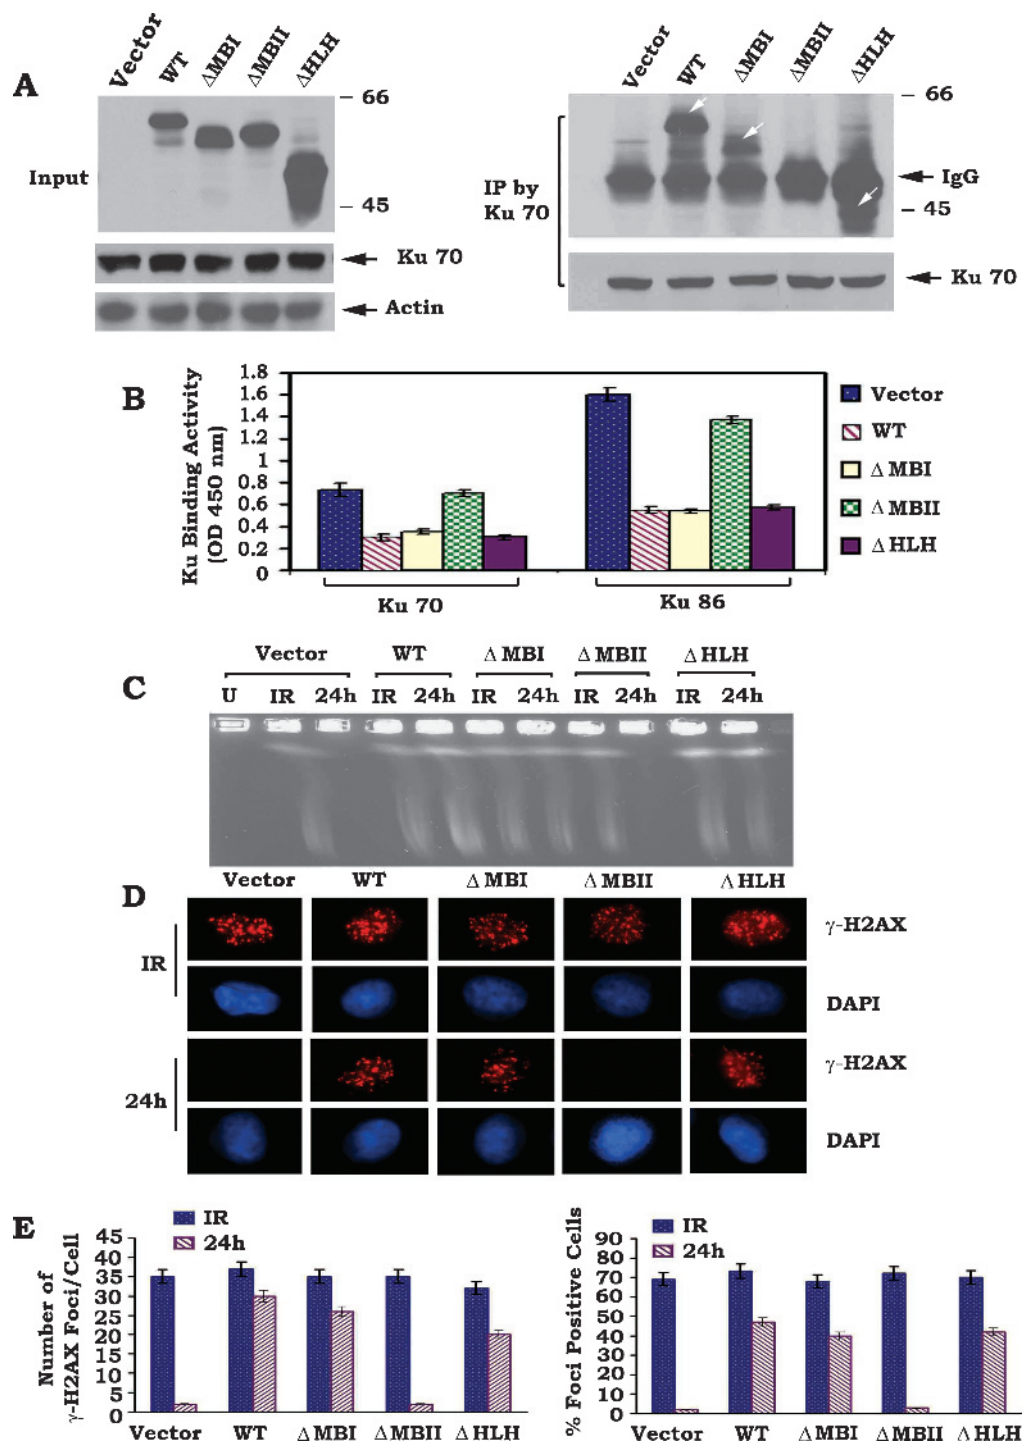 A
Vector WT ΔMBI ΔMBII ΔHLH
66
Input
45
Ku 70
Actin
Vector WT ΔMBI ΔMBII ΔHLH
66
IP by
Ku 70
IgG
45
Ku 70
B
Ku Binding Activity
(OD 450 nm)
1.8
1.6
1.4
1.2
1
0.8
0.6
0.4
0.2
0
Ku 70 Ku 86
Vector
WT
Δ MBI
Δ MBII
Δ HLH
C
Vector WT Δ MBI Δ MBII Δ HLH
U IR 24h IR 24h IR 24h IR 24h IR 24h
D
Vector WT Δ MBI Δ MBII Δ HLH
IR
γ-H2AX
DAPI
24h
γ-H2AX
DAPI
E
Number of
γ-H2AX Foci/Cell
IR
24h
45
40
35
30
25
20
15
10
5
0
Vector WT Δ MBI Δ MBII Δ HLH
% Foci Positive Cells
IR
24h
90
80
70
60
50
40
30
20
10
0
Vector WT Δ MBI Δ MBII Δ HLH